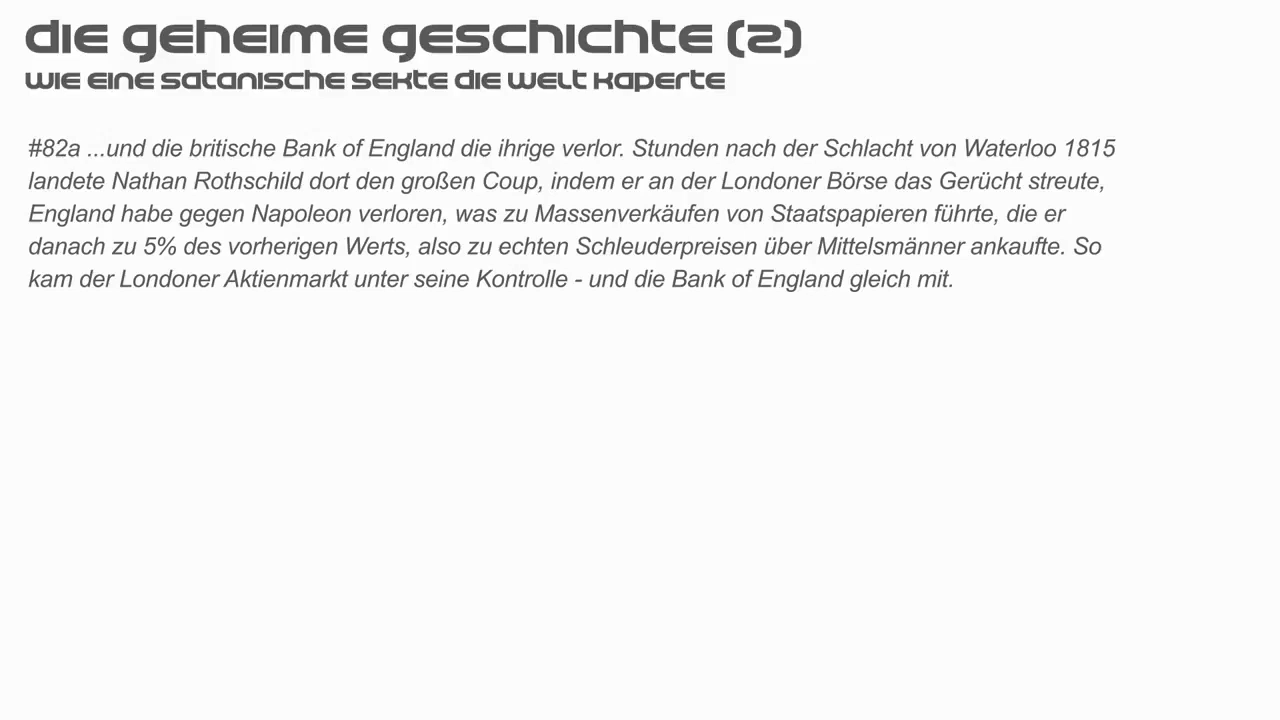 DIE GEHEIME GESCHICHTE (2)
WIE EINE SATANISCHE SEKTE DIE WELT KAPERTE
#82a ...und die britische Bank of England die ihrige verlor. Stunden nach der Schlacht von Waterloo 1815
landete Nathan Rothschild dort den großen Coup, indem er an der Londoner Börse das Gerücht streute,
England habe gegen Napoleon verloren, was zu Massenverkäufen von Staatspapieren führte, die er
danach zu 5% des vorherigen Werts, also zu echten Schleuderpreisen über Mittelsmänner ankaufte. So
kam der Londoner Aktienmarkt unter seine Kontrolle - und die Bank of England gleich mit.